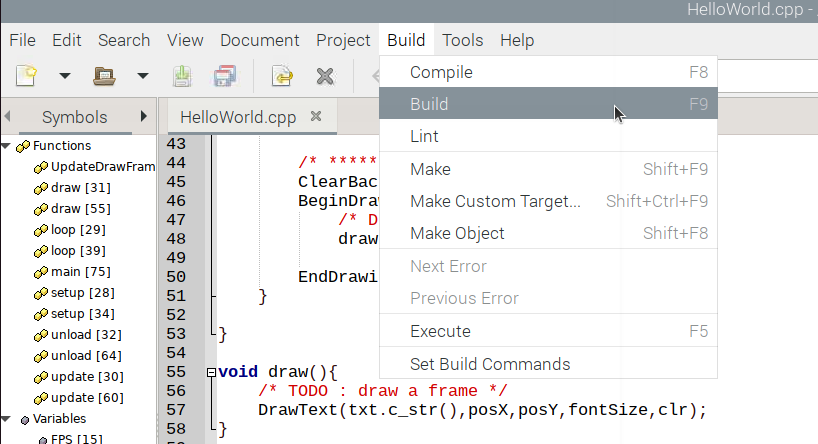 HelloWorld.cpp -
File Edit Search View Document Project Build Tools Help
Compile F8
Build F9
Lint
Make Shift+F9
Make Custom Target... Shift+Ctrl+F9
Make Object Shift+F8
Next Error
Previous Error
Execute F5
Set Build Commands
Symbols
Functions
UpdateDrawFram
draw [31]
draw [55]
loop [29]
loop [39]
main [75]
setup [28]
setup [34]
unload [32]
unload [64]
update [30]
update [60]
Variables
FPS [15]
HelloWorld.cpp
43
44 /* *****
45 ClearBac
46 BeginDraw
47 /* D
48 draw
49
50 EndDrawi
51 }
52
53 }
54
55 void draw(){
56 /* TODO : draw a frame */
57 DrawText(txt.c_str(),posX,posY,fontSize,clr);
58 }